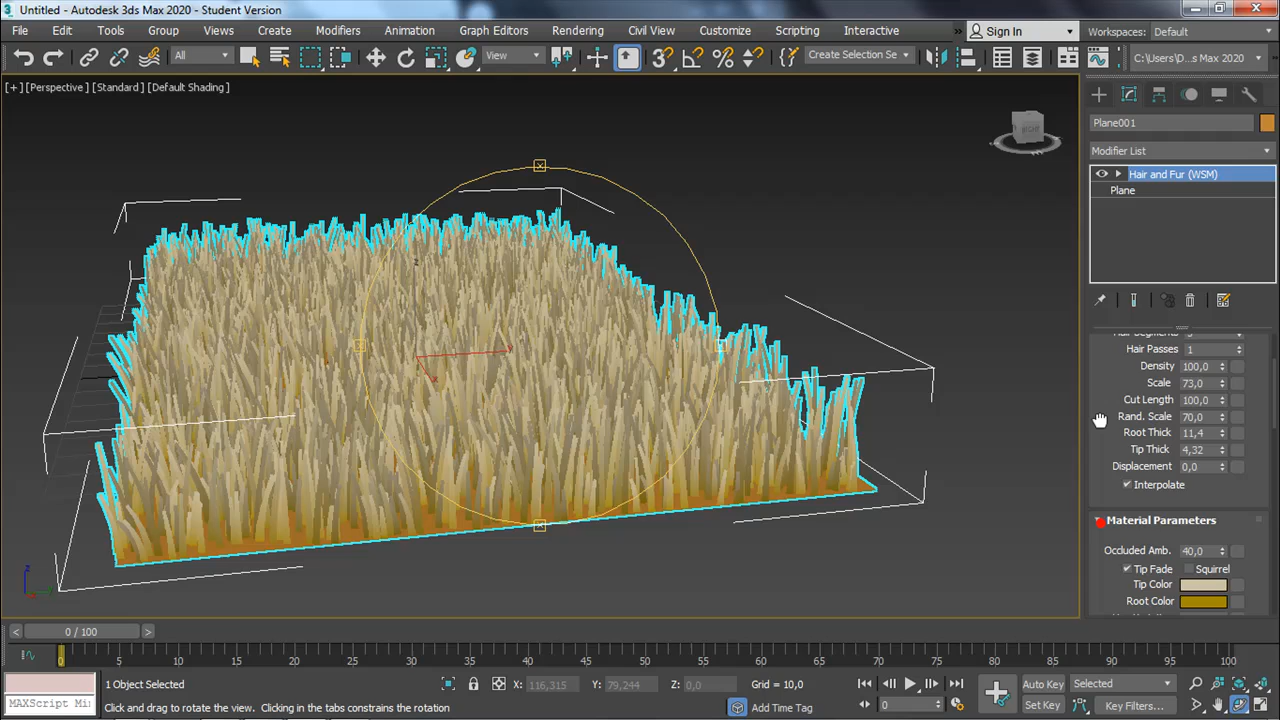 Untitled - Autodesk 3ds Max 2020 - Student Version
File Edit Tools Group Views Create Modifiers Animation Graph Editors Rendering Civil View Customize Scripting Interactive » Sign In Workspaces: Default
All View Create Selection Se C:\Users\D...s Max 2020
[+] [Perspective] [Standard] [Default Shading]
Plane001
Modifier List
Hair and Fur (WSM)
Plane
Hair Passes 1
Density 100,0
Scale 73,0
Cut Length 100,0
Rand. Scale 70,0
Root Thick 11,4
Tip Thick 4,32
Displacement 0,0
Interpolate
Material Parameters
Occluded Amb. 40,0
Tip Fade Squirrel
Tip Color
Root Color
z
y
x
z
< 0 / 100 >
0 5 10 15 20 25 30 35 40 45 50 55 60 65 70 75 80 85 90 95 100
1 Object Selected X: 116,315 Y: 79,244 Z: 0,0 Grid = 10,0 Auto Key Selected
MAXScript Mi Click and drag to rotate the view. Clicking in the tabs constrains the rotation Add Time Tag 0 Set Key Key Filters...